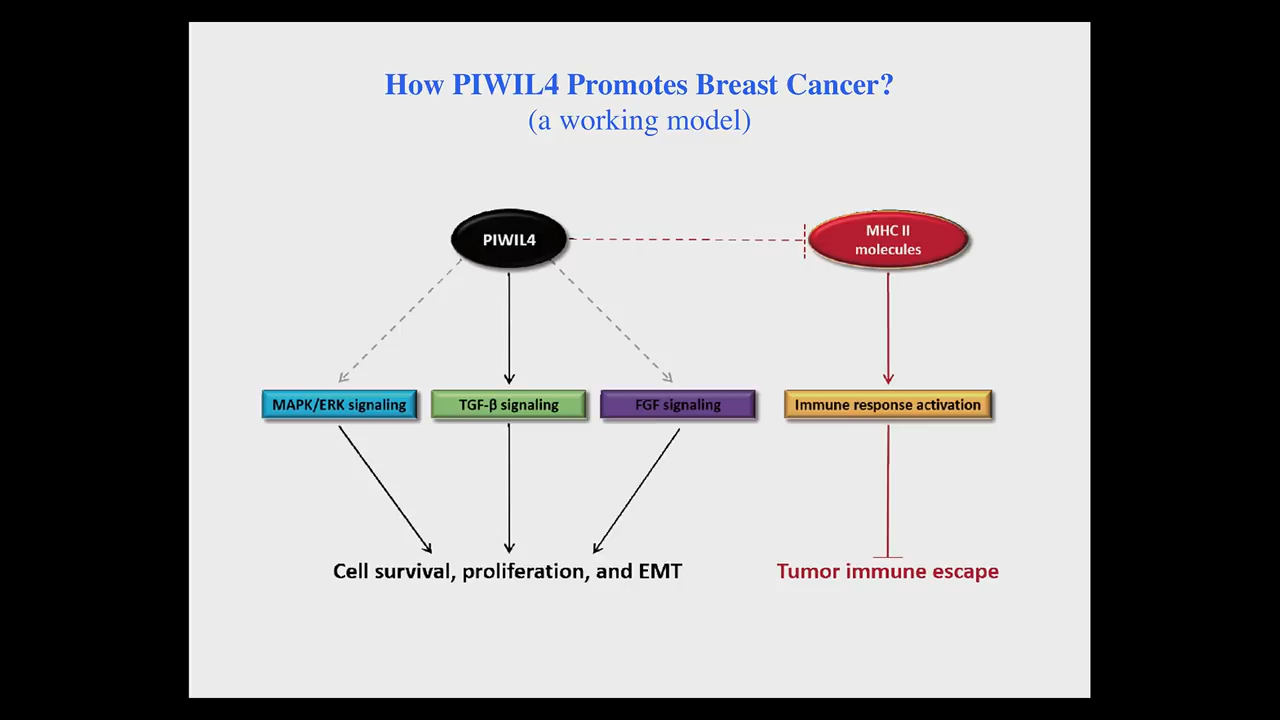 How PIWIL4 Promotes Breast Cancer?
(a working model)
PIWIL4
MHC II
molecules
MAPK/ERK signaling
TGF-β signaling
FGF signaling
Immune response activation
Cell survival, proliferation, and EMT
Tumor immune escape